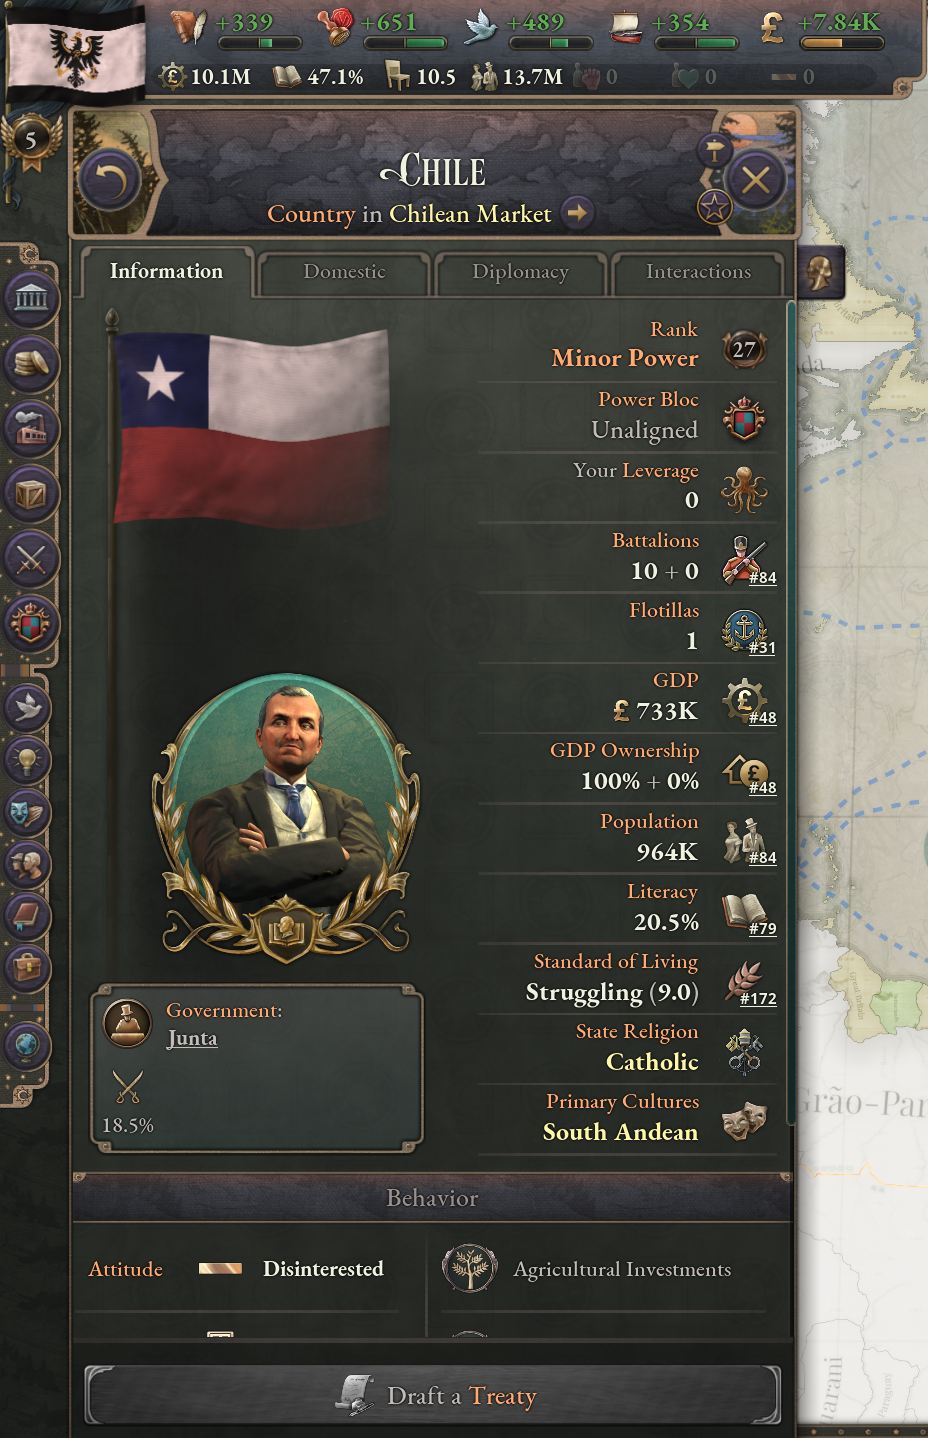 +339 +651 +489 +354 +7.84K
10.1M 47.1% 10.5 13.7M 0 0 0
5
Chile
Country in Chilean Market
Information Domestic Diplomacy Interactions
Rank
Minor Power
27
Power Bloc
Unaligned
Your Leverage
0
Battalions
10 + 0
#84
Flotillas
1
#31
GDP
£ 733K
#48
GDP Ownership
100% + 0%
#48
Population
964K
#84
Literacy
20.5%
#79
Standard of Living
Struggling (9.0)
#172
State Religion
Catholic
Primary Cultures
South Andean
Government:
Junta
18.5%
Behavior
Attitude Disinterested Agricultural Investments
Draft a Treaty
Grão-Par
uarani
Paraguay
Great Britain